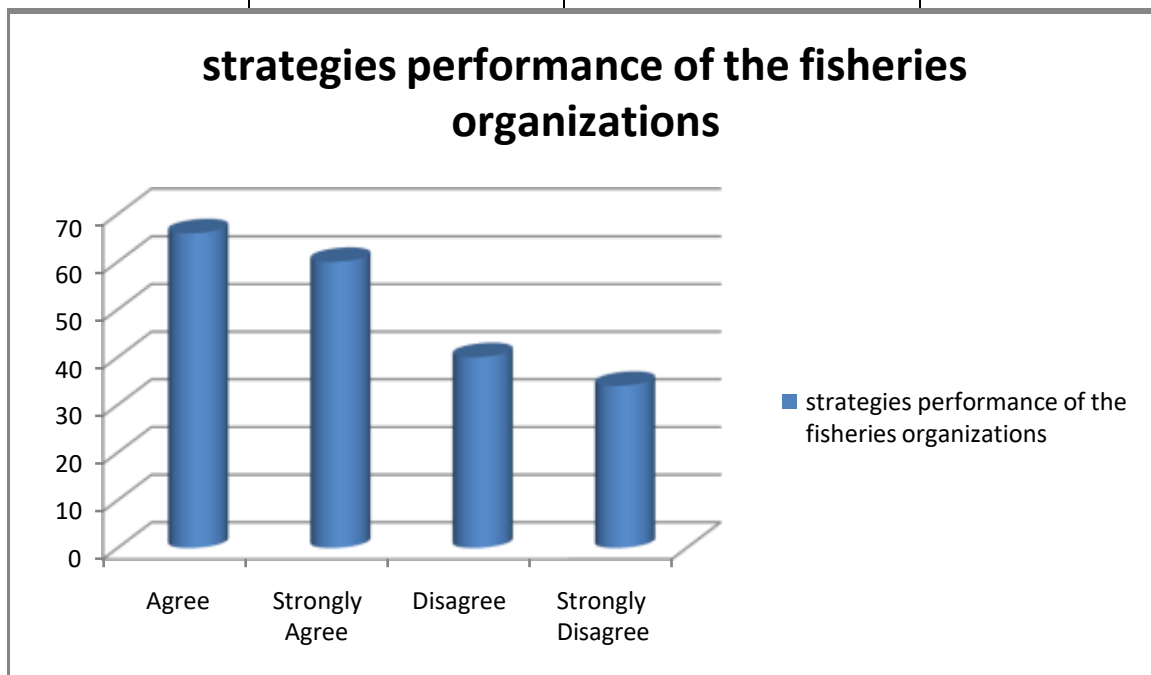 strategies performance of the fisheries
organizations
70
60
50
40
30
20
10
0
Agree
Strongly
Agree
Disagree
Strongly
Disagree
strategies performance of the
fisheries organizations